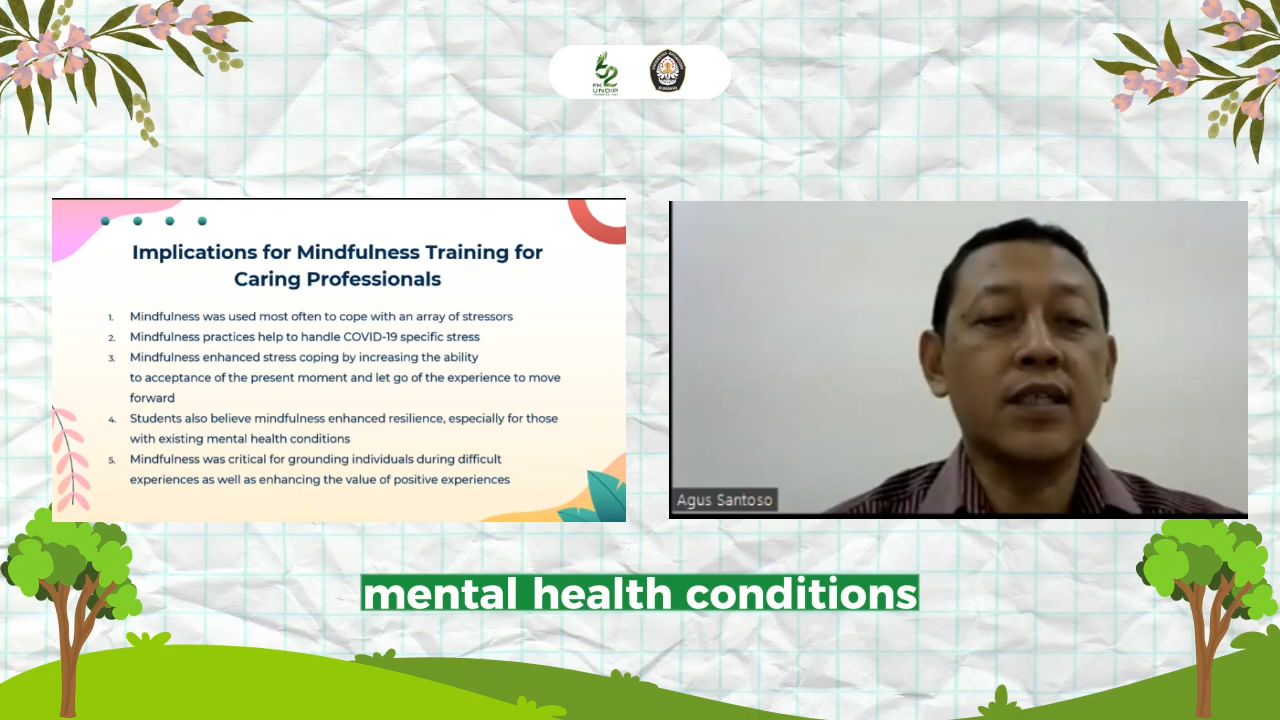 FK
UNDIP
Implications for Mindfulness Training for
Caring Professionals
1. Mindfulness was used most often to cope with an array of stressors
2. Mindfulness practices help to handle COVID-19 specific stress
3. Mindfulness enhanced stress coping by increasing the ability
to acceptance of the present moment and let go of the experience to move
forward
4. Students also believe mindfulness enhanced resilience, especially for those
with existing mental health conditions
5. Mindfulness was critical for grounding individuals during difficult
experiences as well as enhancing the value of positive experiences
Agus Santoso
mental health conditions